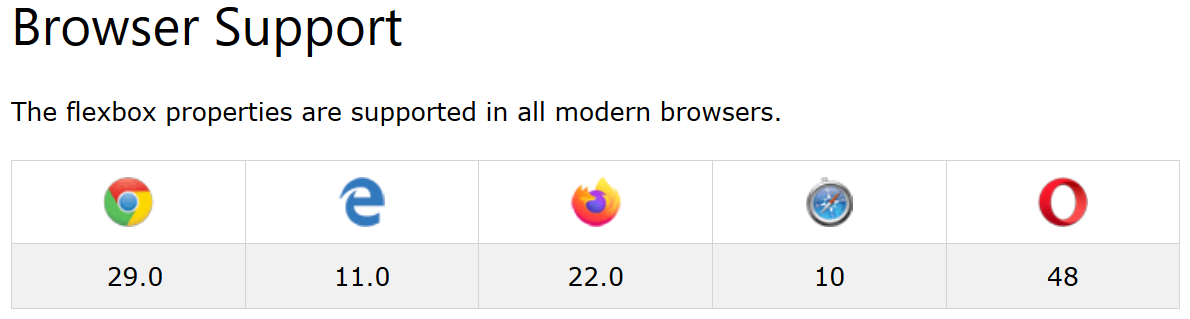 Browser Support
The flexbox properties are supported in all modern browsers.
29.0 11.0 22.0 10 48